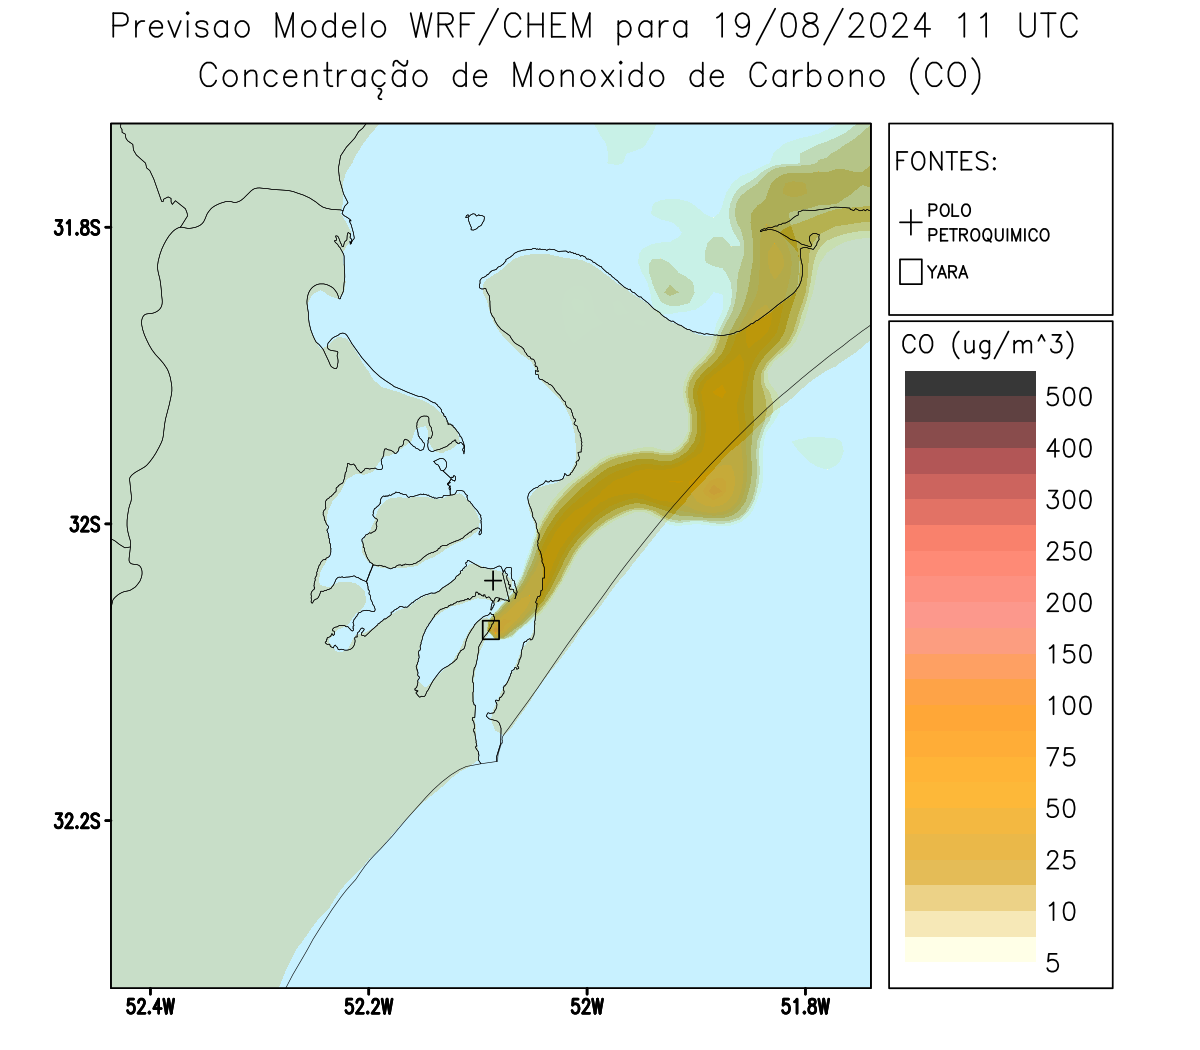 Previsao Modelo WRF/CHEM para 19/08/2024 11 UTC
Concentração de Monoxido de Carbono (CO)
FONTES:
POLO
PETROQUIMICO
YARA
CO (ug/m^3)
500
400
300
250
200
150
100
75
50
25
10
5
31.8S
32S
32.2S
52.4W
52.2W
52W
51.8W